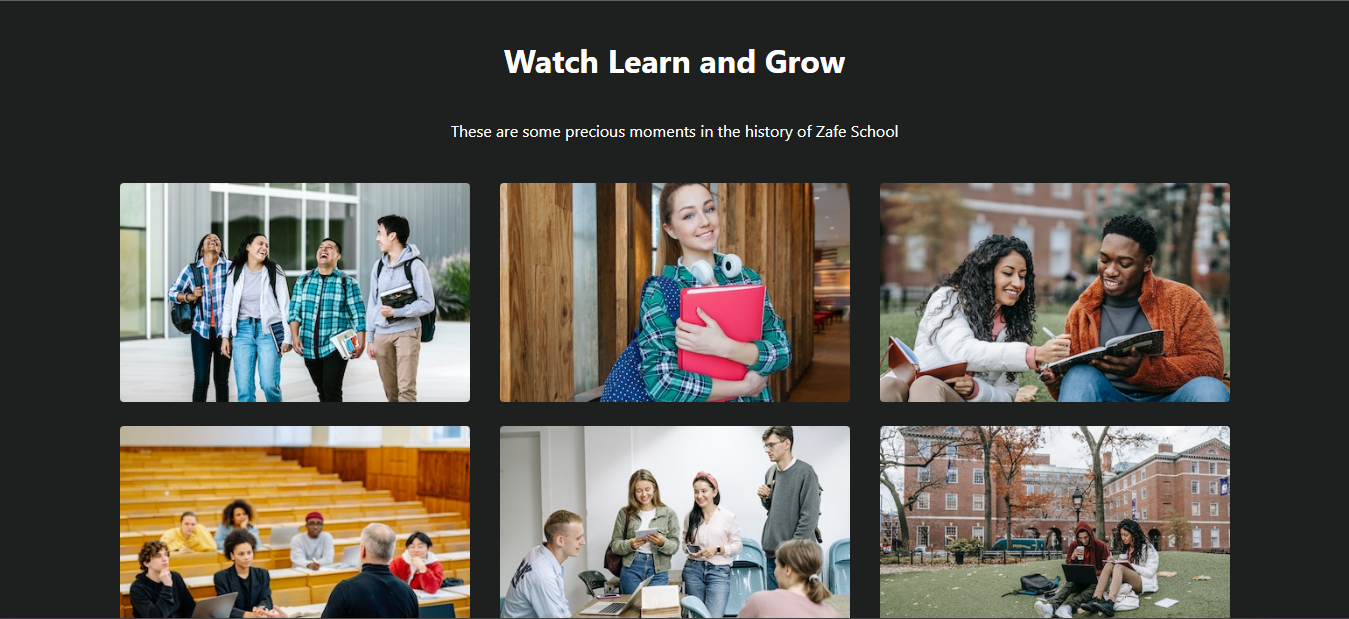 Watch Learn and Grow
These are some precious moments in the history of Zafe School